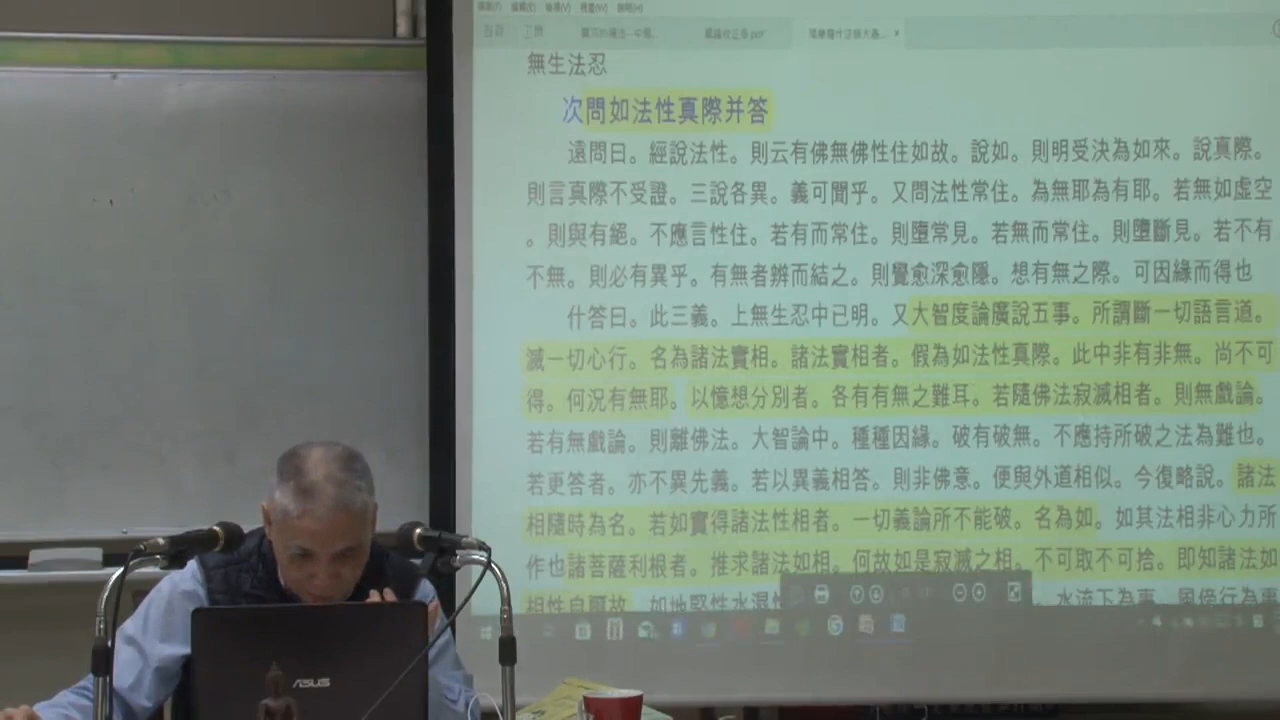 無生法忍
次問如法性真際并答
遠問曰。經說法性。則云有佛無佛性住如故。說如。則明受決為如來。說真際。
則言真際不受證。三說各異。義可聞乎。又問法性常住。為無耶為有耶。若無如虛空
。則與有絕。不應言性住。若有而常住。則墮常見。若無而常住。則墮斷見。若不有
不無。則必有異乎。有無者辨而結之。則覺愈深愈隱。想有無之際。可因緣而得也
什答曰。此三義。上無生忍中已明。又大智度論廣說五事。所謂斷一切語言道。
滅一切心行。名為諸法實相。諸法實相者。假為如法性真際。此中非有非無。尚不可
得。何況有無耶。以憶想分別者。各有有無之難耳。若隨佛法寂滅相者。則無戲論。
若有無戲論。則離佛法。大智論中。種種因緣。破有破無。不應持所破之法為難也。
若更答者。亦不異先義。若以異義相答。則非佛意。便與外道相似。今復略說。諸法
相隨時為名。若如實得諸法性相者。一切義論所不能破。名為如。如其法相非心力所
作也諸菩薩利根者。推求諸法如相。何故如是寂滅之相。不可取不可捨。即知諸法如
相性自爾故。如地堅性水濕性
水流下為事
ASUS